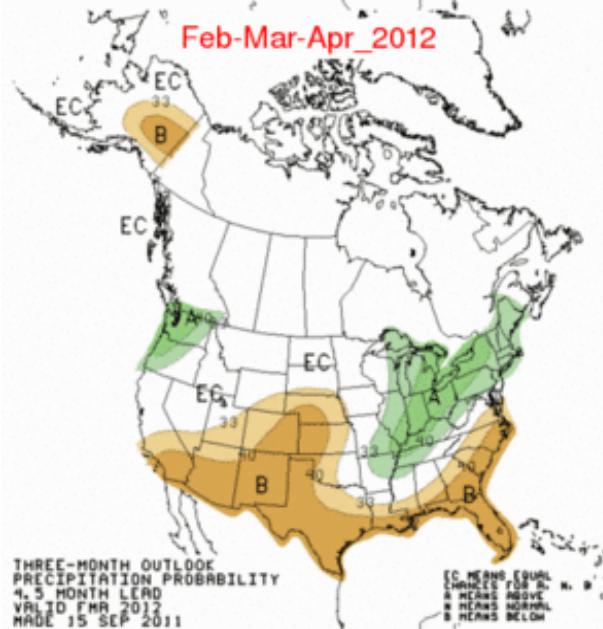 Feb-Mar-Apr_2012
EC
EC
33
B
EC
A
40
EC
EC
33
A
40
33
40
40
40
33
B
B
THREE-MONTH OUTLOOK
PRECIPITATION PROBABILITY
4.5 MONTH LEAD
VALID FMA 2012
MADE 15 SEP 2011
EC MEANS EQUAL
CHANCES FOR A, N, B
A MEANS ABOVE
N MEANS NORMAL
B MEANS BELOW